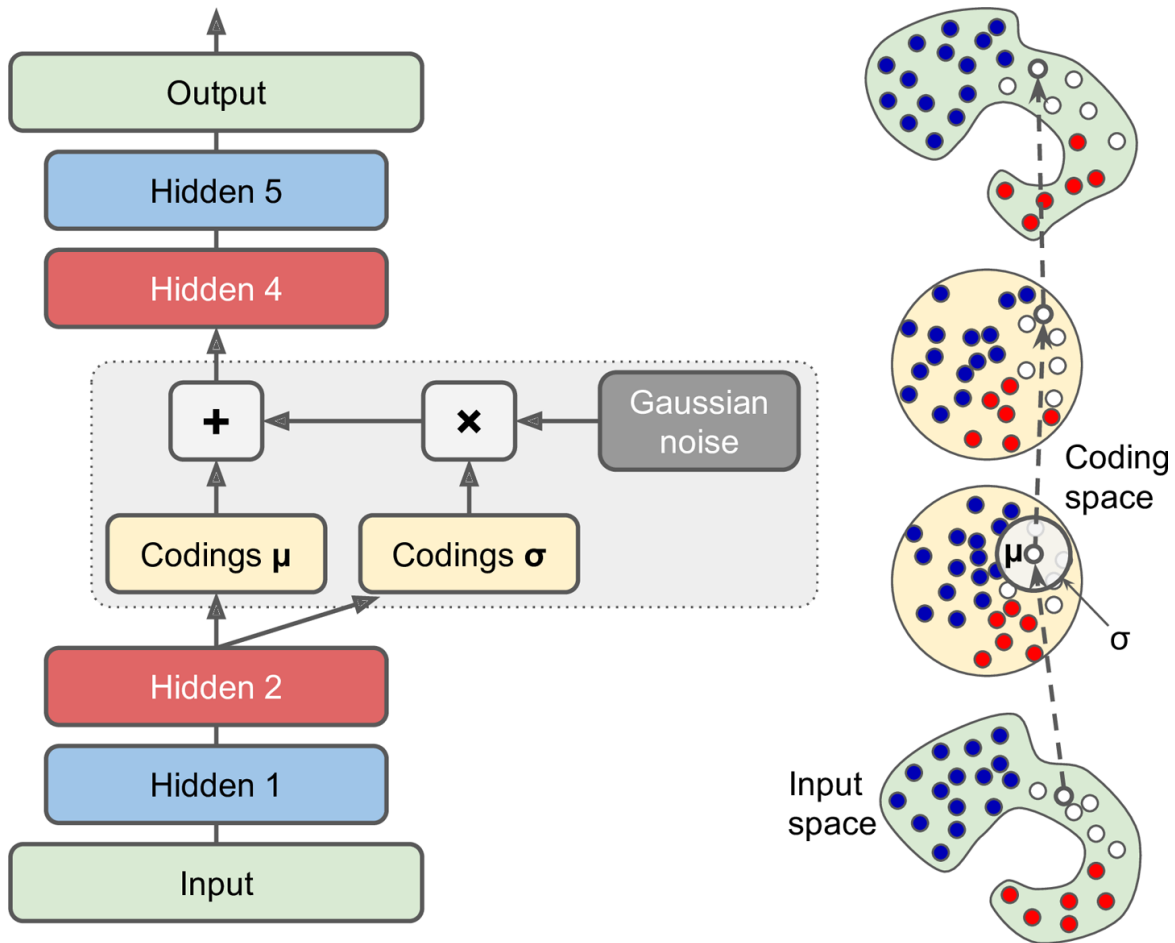 Output
Hidden 5
Hidden 4
+
×
Gaussian
noise
Codings μ
Codings σ
Hidden 2
Hidden 1
Input
Coding
space
μ
σ
Input
space